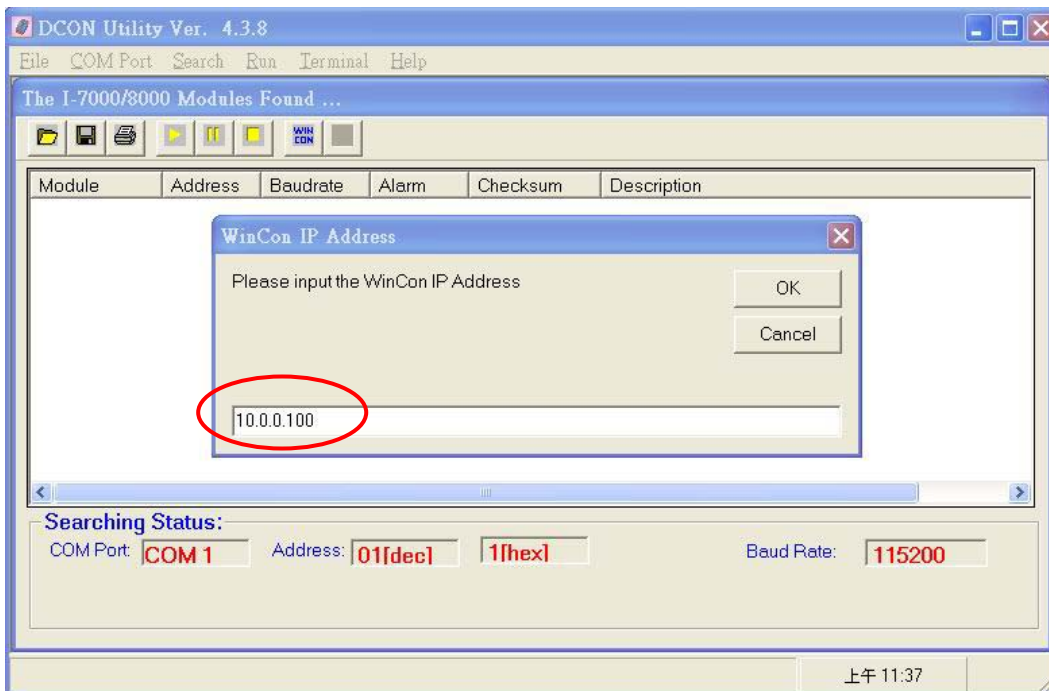 DCON Utility Ver. 4.3.8
File COM Port Search Run Terminal Help
The I-7000/8000 Modules Found ...
WIN CON
Module Address Baudrate Alarm Checksum Description
WinCon IP Address
Please input the WinCon IP Address
OK
Cancel
10.0.0.100
Searching Status:
COM Port: COM 1 Address: 01[dec] 1[hex] Baud Rate: 115200
上午 11:37